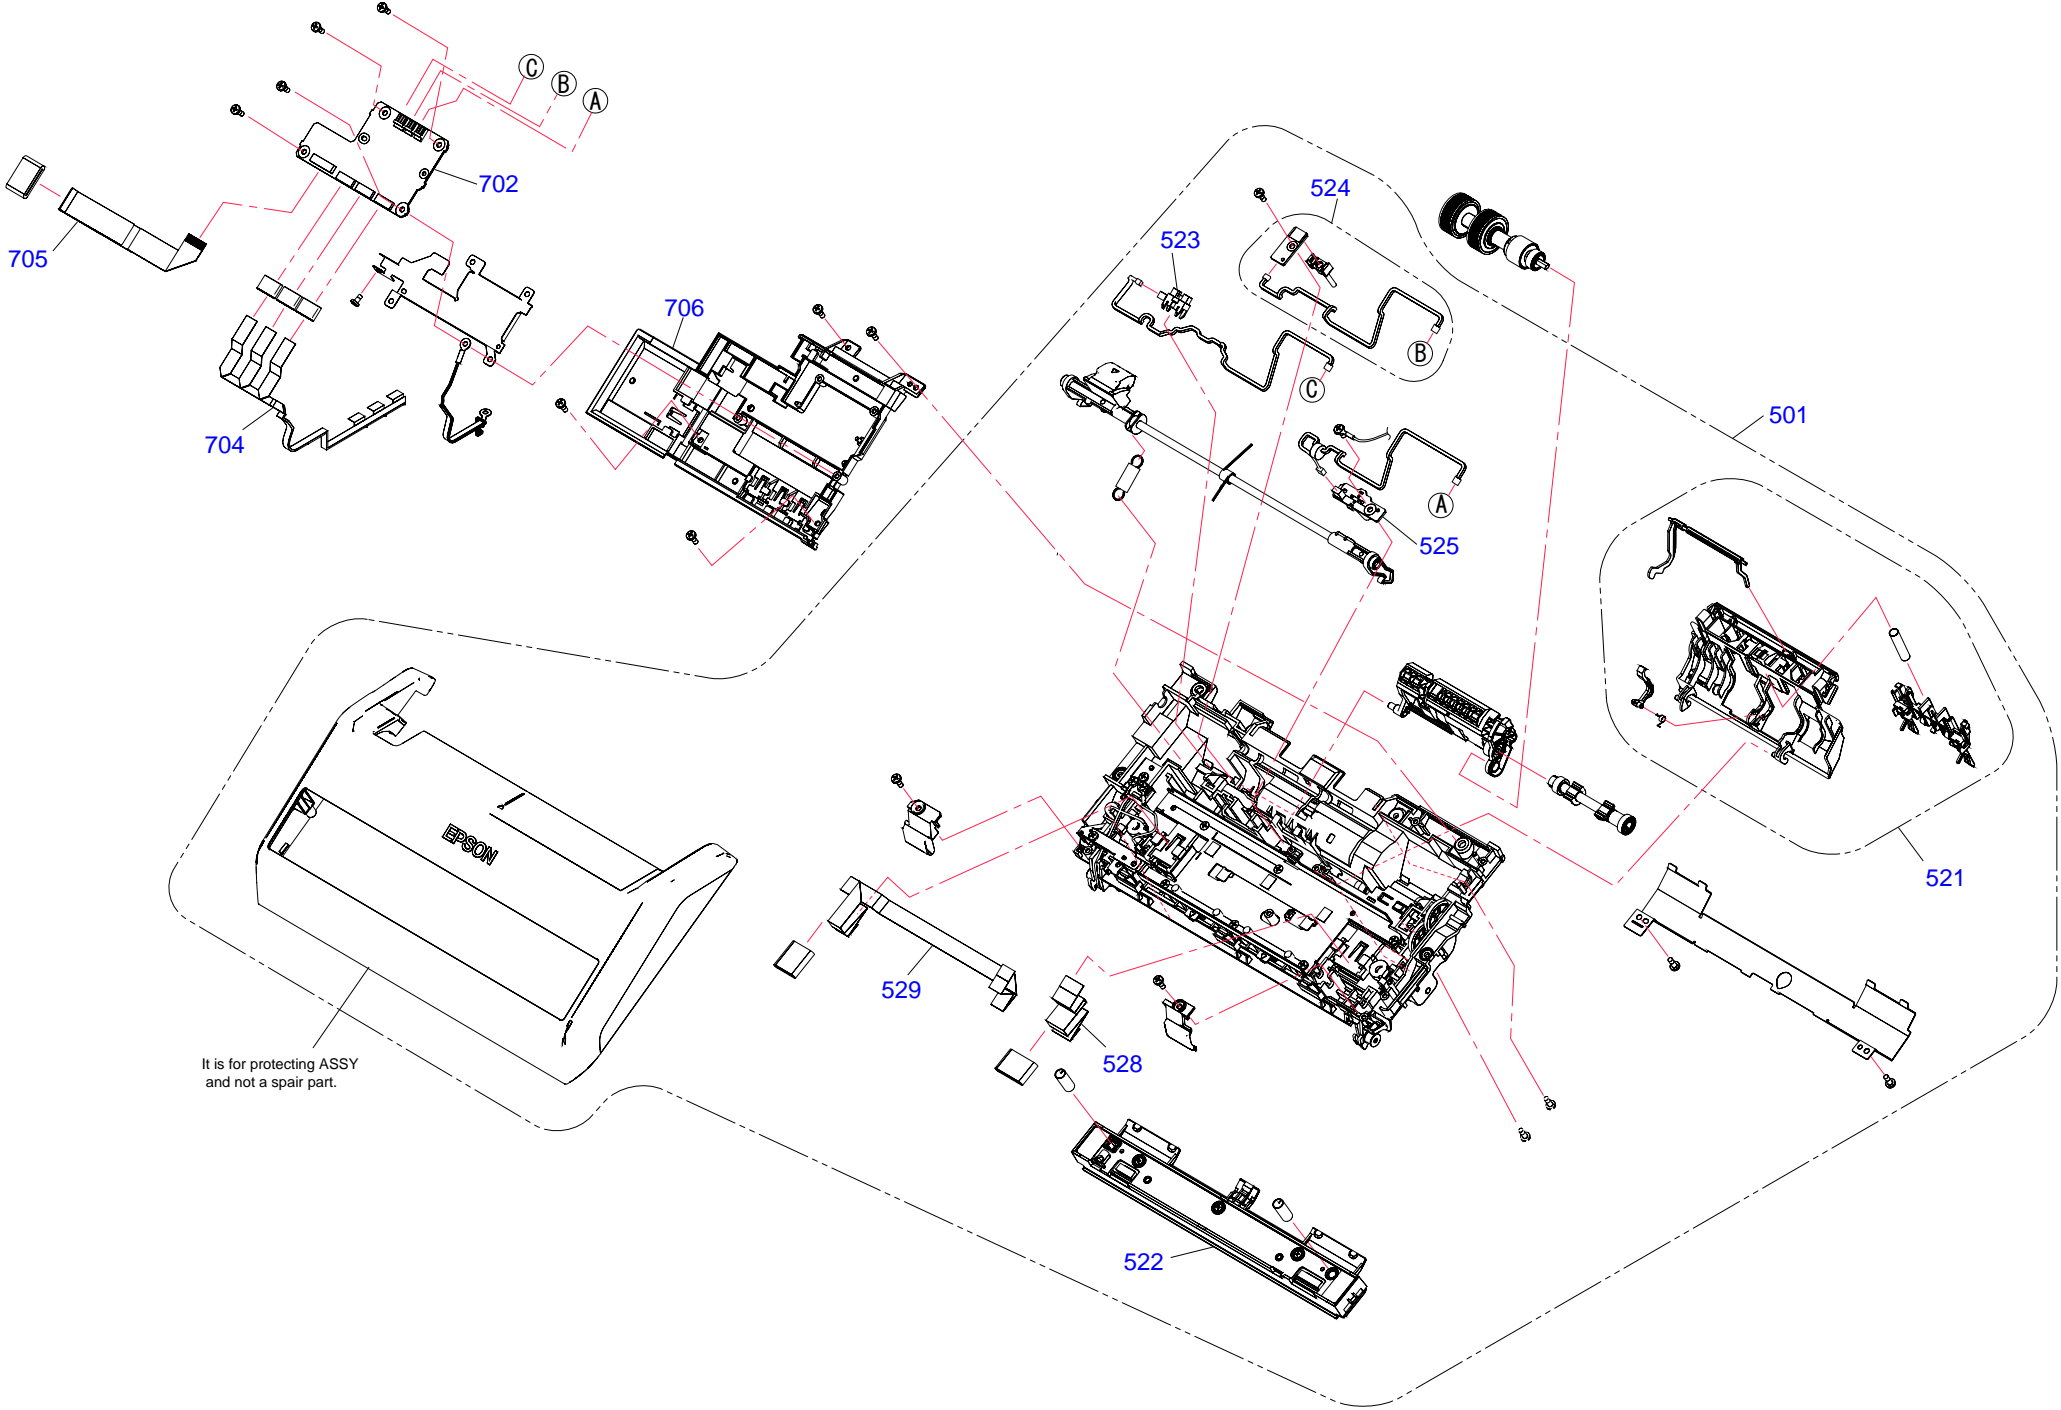 C
B
A
702
705
704
706
524
523
B
C
501
A
525
521
EPSON
529
528
522
It is for protecting ASSY
and not a spair part.